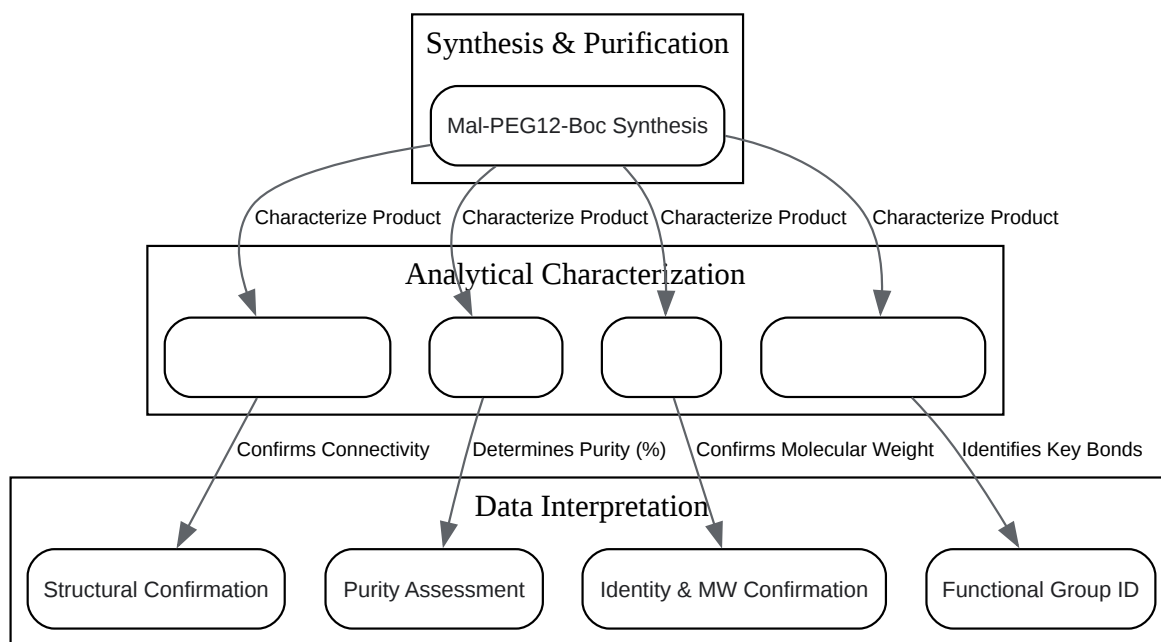 Synthesis & Purification
Mal-PEG12-Boc Synthesis
Characterize Product
Characterize Product
Characterize Product
Characterize Product
Analytical Characterization
Confirms Connectivity
Determines Purity (%)
Confirms Molecular Weight
Identifies Key Bonds
Data Interpretation
Structural Confirmation
Purity Assessment
Identity & MW Confirmation
Functional Group ID